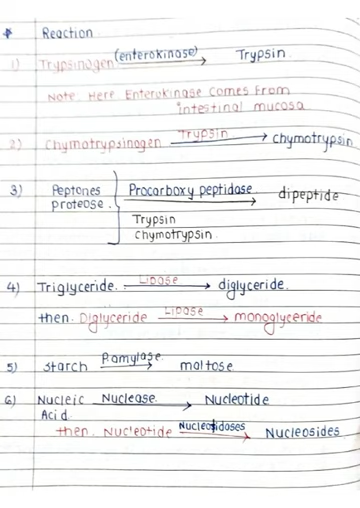 * Reaction.
1) Trypsinogen (enterokinase) → Trypsin.
Note. Here Enterokinase Comes From
intestinal mucosa
2) Chymotrypsinogen Trypsin → Chymotrypsin
3) Peptones proteose. } Procarboxy peptidase. → dipeptide
Trypsin
Chymotrypsin.
4) Triglyceride. Lipase → diglyceride.
then. Diglyceride Lipase → monoglyceride
5) starch P.amylase → maltose.
6) Nucleic Acid. Nuclease. → Nucleotide
then. Nucleotide Nucleotidases → Nucleosides.